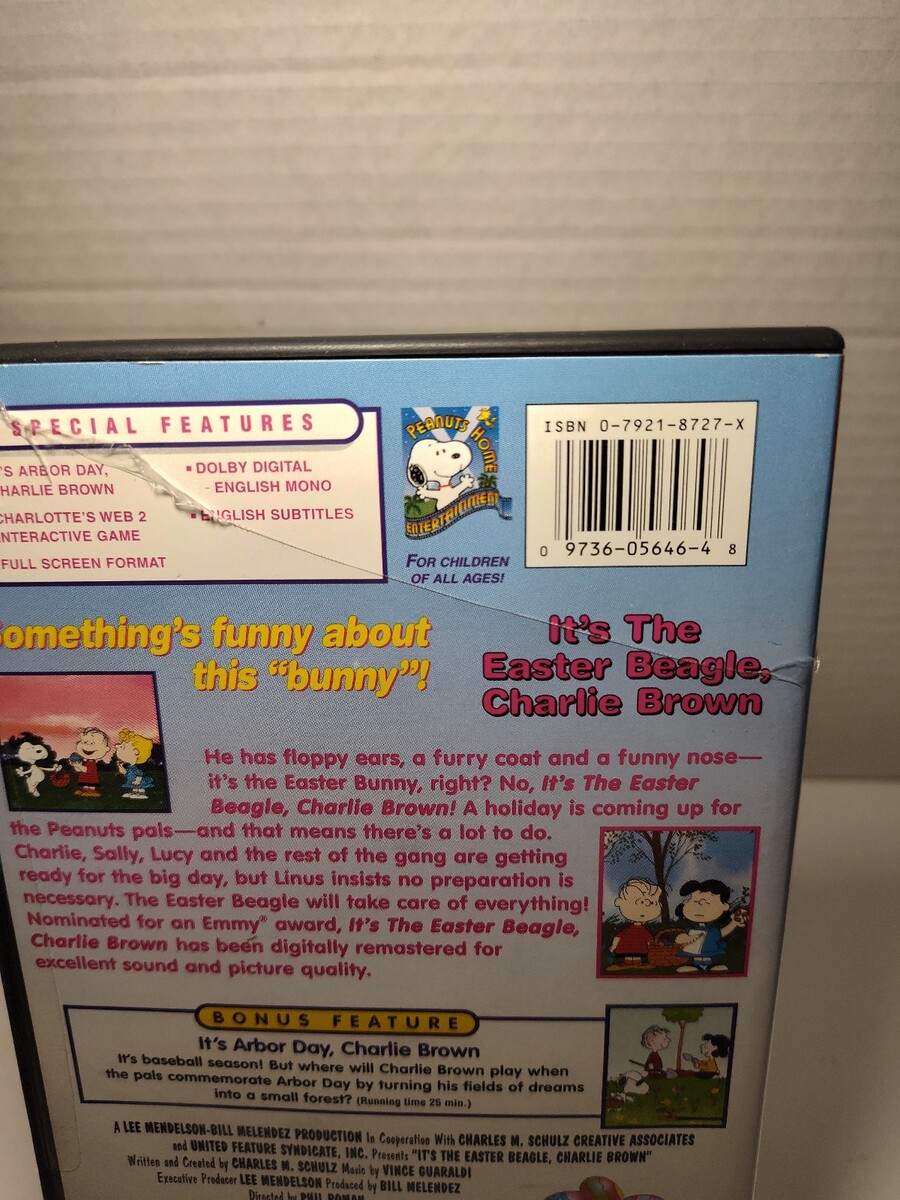 SPECIAL FEATURES
'S ARBOR DAY,
HARLIE BROWN
CHARLOTTE'S WEB 2
INTERACTIVE GAME
FULL SCREEN FORMAT
▪ DOLBY DIGITAL
- ENGLISH MONO
▪ ENGLISH SUBTITLES
PEANUTS HOME
ENTERTAINMENT
FOR CHILDREN
OF ALL AGES!
ISBN 0-7921-8727-X
0 9736-05646-4 8
Something's funny about
this "bunny"!
It's The
Easter Beagle,
Charlie Brown
He has floppy ears, a furry coat and a funny nose—
it's the Easter Bunny, right? No, It's The Easter
Beagle, Charlie Brown! A holiday is coming up for
the Peanuts pals—and that means there's a lot to do.
Charlie, Sally, Lucy and the rest of the gang are getting
ready for the big day, but Linus insists no preparation is
necessary. The Easter Beagle will take care of everything!
Nominated for an Emmy® award, It's The Easter Beagle,
Charlie Brown has been digitally remastered for
excellent sound and picture quality.
BONUS FEATURE
It's Arbor Day, Charlie Brown
It's baseball season! But where will Charlie Brown play when
the pals commemorate Arbor Day by turning his fields of dreams
into a small forest? (Running time 25 min.)
A LEE MENDELSON-BILL MELENDEZ PRODUCTION In Cooperation With CHARLES M. SCHULZ CREATIVE ASSOCIATES
and UNITED FEATURE SYNDICATE, INC. Presents "IT'S THE EASTER BEAGLE, CHARLIE BROWN"
Written and Created by CHARLES M. SCHULZ Music by VINCE GUARALDI
Executive Producer LEE MENDELSON Produced by BILL MELENDEZ
Directed by PHIL ROMAN